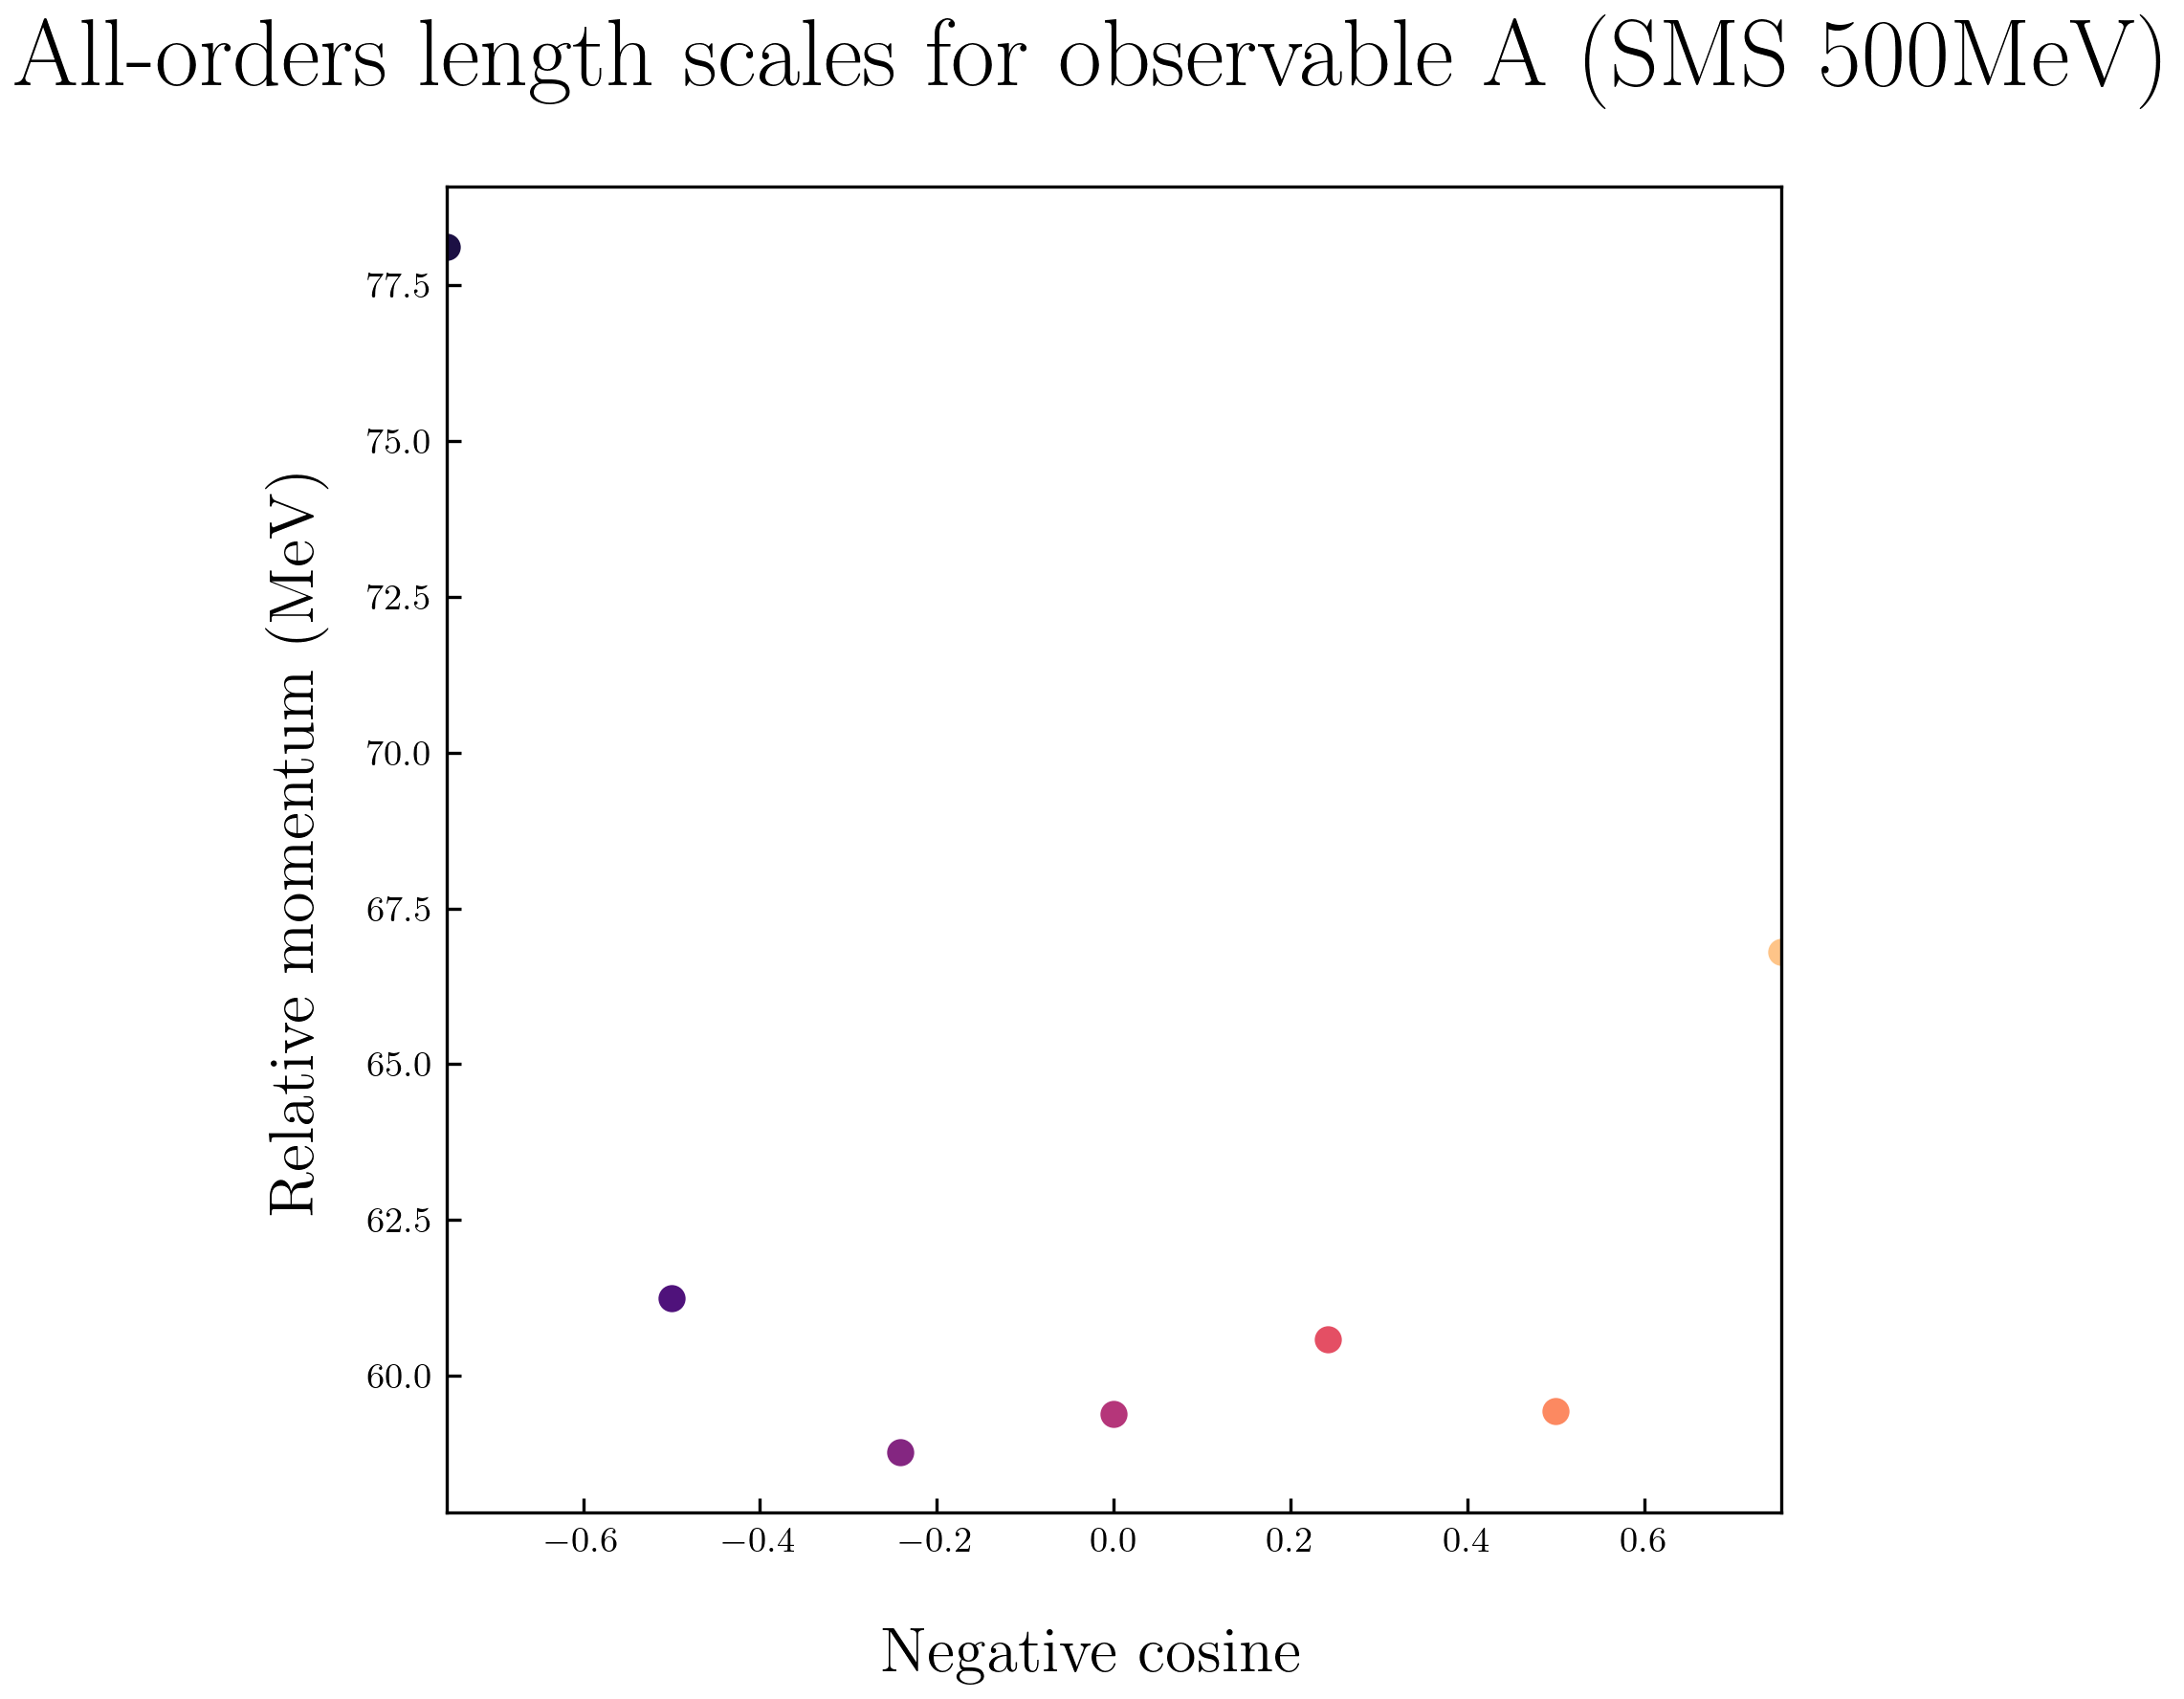 All-orders length scales for observable A (SMS 500MeV)
77.5
75.0
72.5
70.0
67.5
65.0
62.5
60.0
Relative momentum (MeV)
−0.6 −0.4 −0.2 0.0 0.2 0.4 0.6
Negative cosine